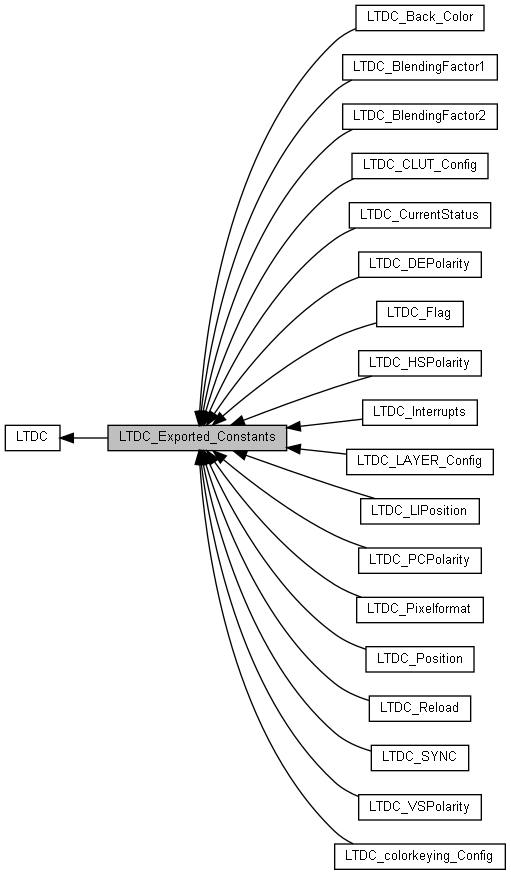 LTDC_Back_Color
LTDC_BlendingFactor1
LTDC_BlendingFactor2
LTDC_CLUT_Config
LTDC_CurrentStatus
LTDC_DEPolarity
LTDC_Flag
LTDC_HSPolarity
LTDC_Interrupts
LTDC
LTDC_Exported_Constants
LTDC_LAYER_Config
LTDC_LIPosition
LTDC_PCPolarity
LTDC_Pixelformat
LTDC_Position
LTDC_Reload
LTDC_SYNC
LTDC_VSPolarity
LTDC_colorkeying_Config